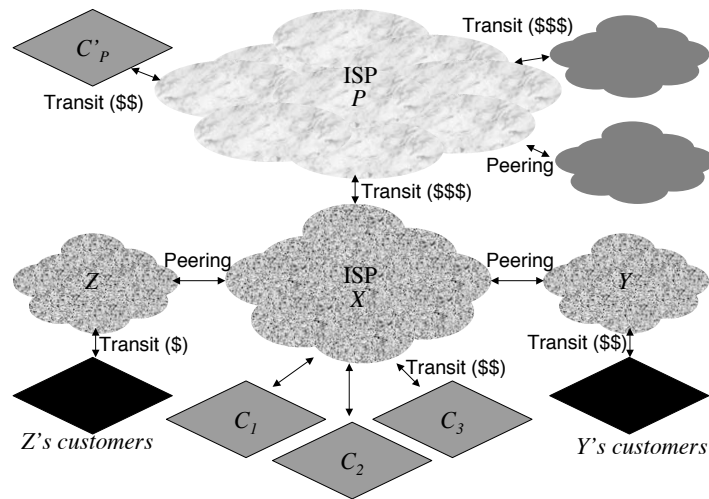 C'P
Transit ($$)
ISP
P
Transit ($$$)
Peering
Transit ($$$)
Z
Peering
ISP
X
Peering
Y
Transit ($)
Transit ($$)
Transit ($$)
C1
C2
C3
Z's customers
Y's customers